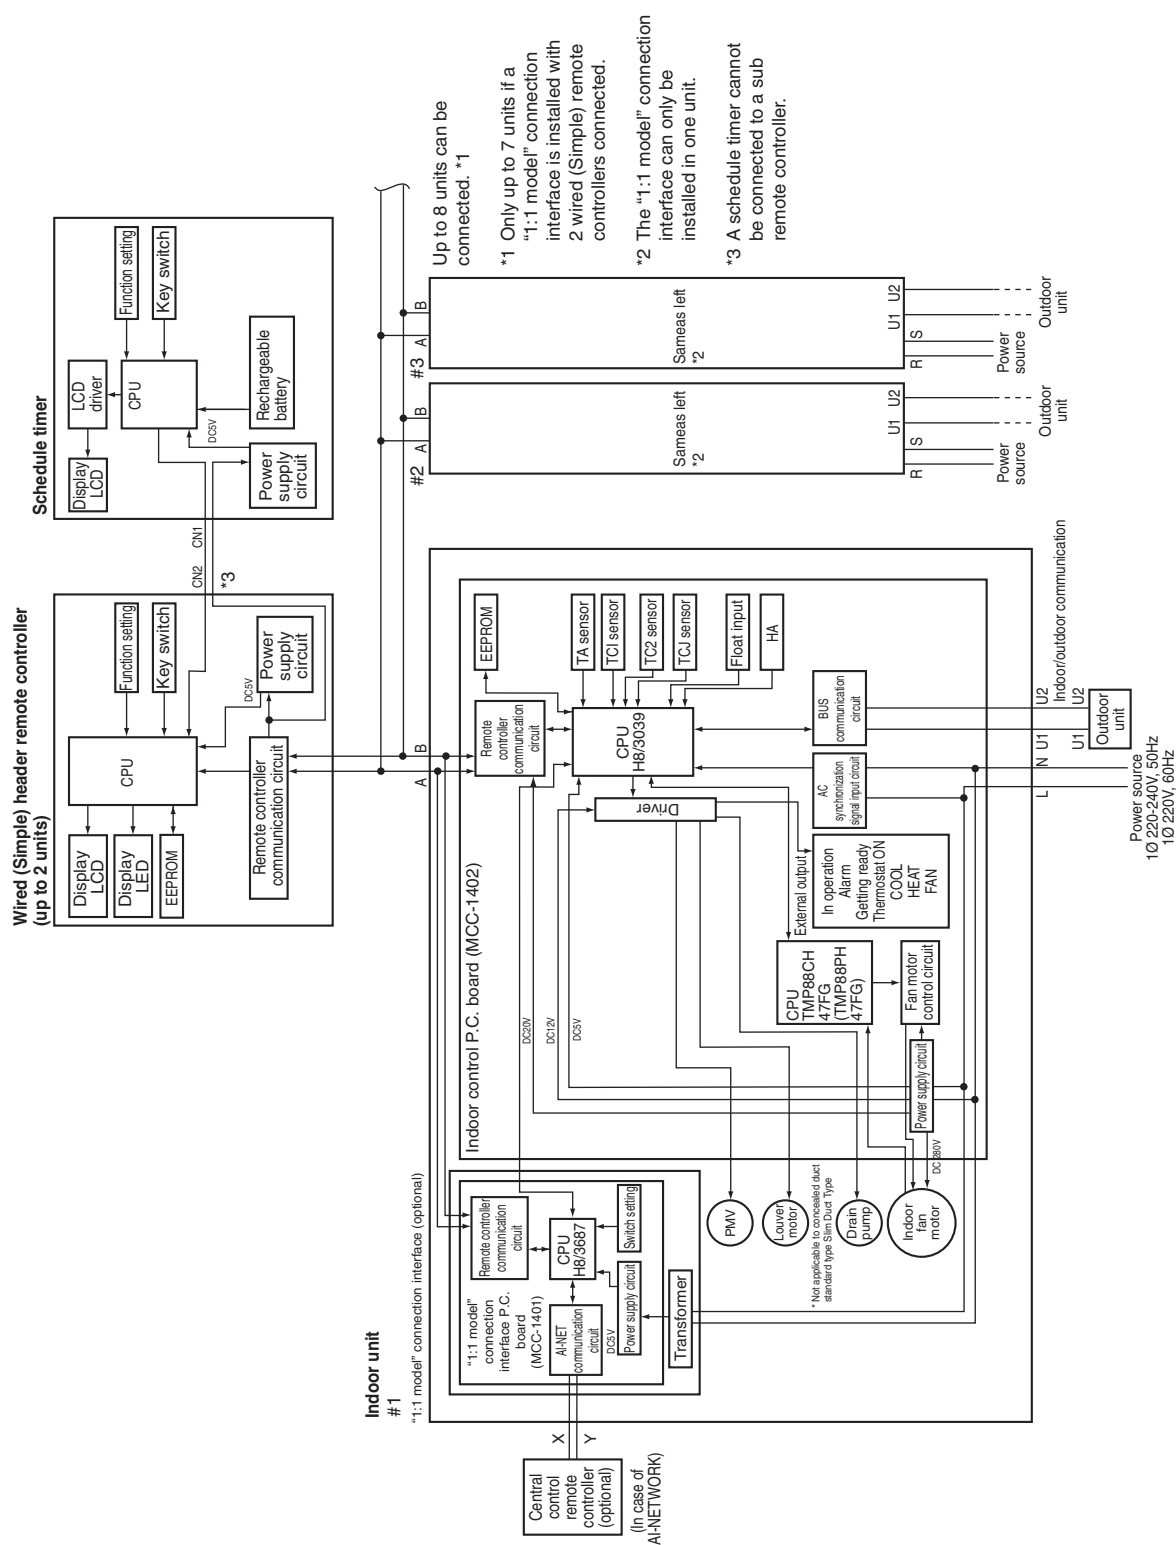 Wired (Simple) header remote controller
(up to 2 units)
Display
LCD
Display
LED
EEPROM
CPU
Function setting
Key switch
Remote controller
communication circuit
DC5V
Power
supply
circuit
CN2
CN1
*3
Schedule timer
Display
LCD
LCD
driver
CPU
Function setting
Key switch
DC5V
Power
supply
circuit
Rechargeable
battery
Indoor unit
#1
"1:1 model" connection interface (optional)
"1:1 model"
connection
interface P.C.
board
(MCC-1401)
Remote controller
communication
circuit
CPU
H8/3687
AI-NET
communication
circuit
DC5V
Switch setting
Power supply circuit
Transformer
X
Y
Central
control
remote
controller
(optional)
(In case of
AI-NETWORK)
A
B
Indoor control P.C. board (MCC-1402)
DC20V
DC12V
DC5V
Remote
controller
communication
circuit
EEPROM
TA sensor
TCI sensor
TC2 sensor
TCJ sensor
Float input
HA
CPU
H8/3039
Driver
BUS
communication
circuit
AC
synchronization
signal input circuit
External output
In operation
Alarm
Getting ready
Thermostat ON
COOL
HEAT
FAN
CPU
TMP88CH
47FG
(TMP88PH
47FG)
Fan motor
control circuit
Power supply circuit
DC280V
PMV
Louver
motor
* Not applicable to concealed duct
standard type Slim Duct Type
Drain
pump
Indoor
fan
motor
L
N
U1
U2
Indoor/outdoor communication
U1
U2
Outdoor
unit
Power source
1Ø 220-240V, 50Hz
1Ø 220V, 60Hz
#2
A
B
Sameas left
*2
R
S
U1
U2
Power
source
Outdoor
unit
#3
A
B
Sameas left
*2
R
S
U1
U2
Power
source
Outdoor
unit
Up to 8 units can be
connected. *1
*1 Only up to 7 units if a
"1:1 model" connection
interface is installed with
2 wired (Simple) remote
controllers connected.
*2 The "1:1 model" connection
interface can only be
installed in one unit.
*3 A schedule timer cannot
be connected to a sub
remote controller.